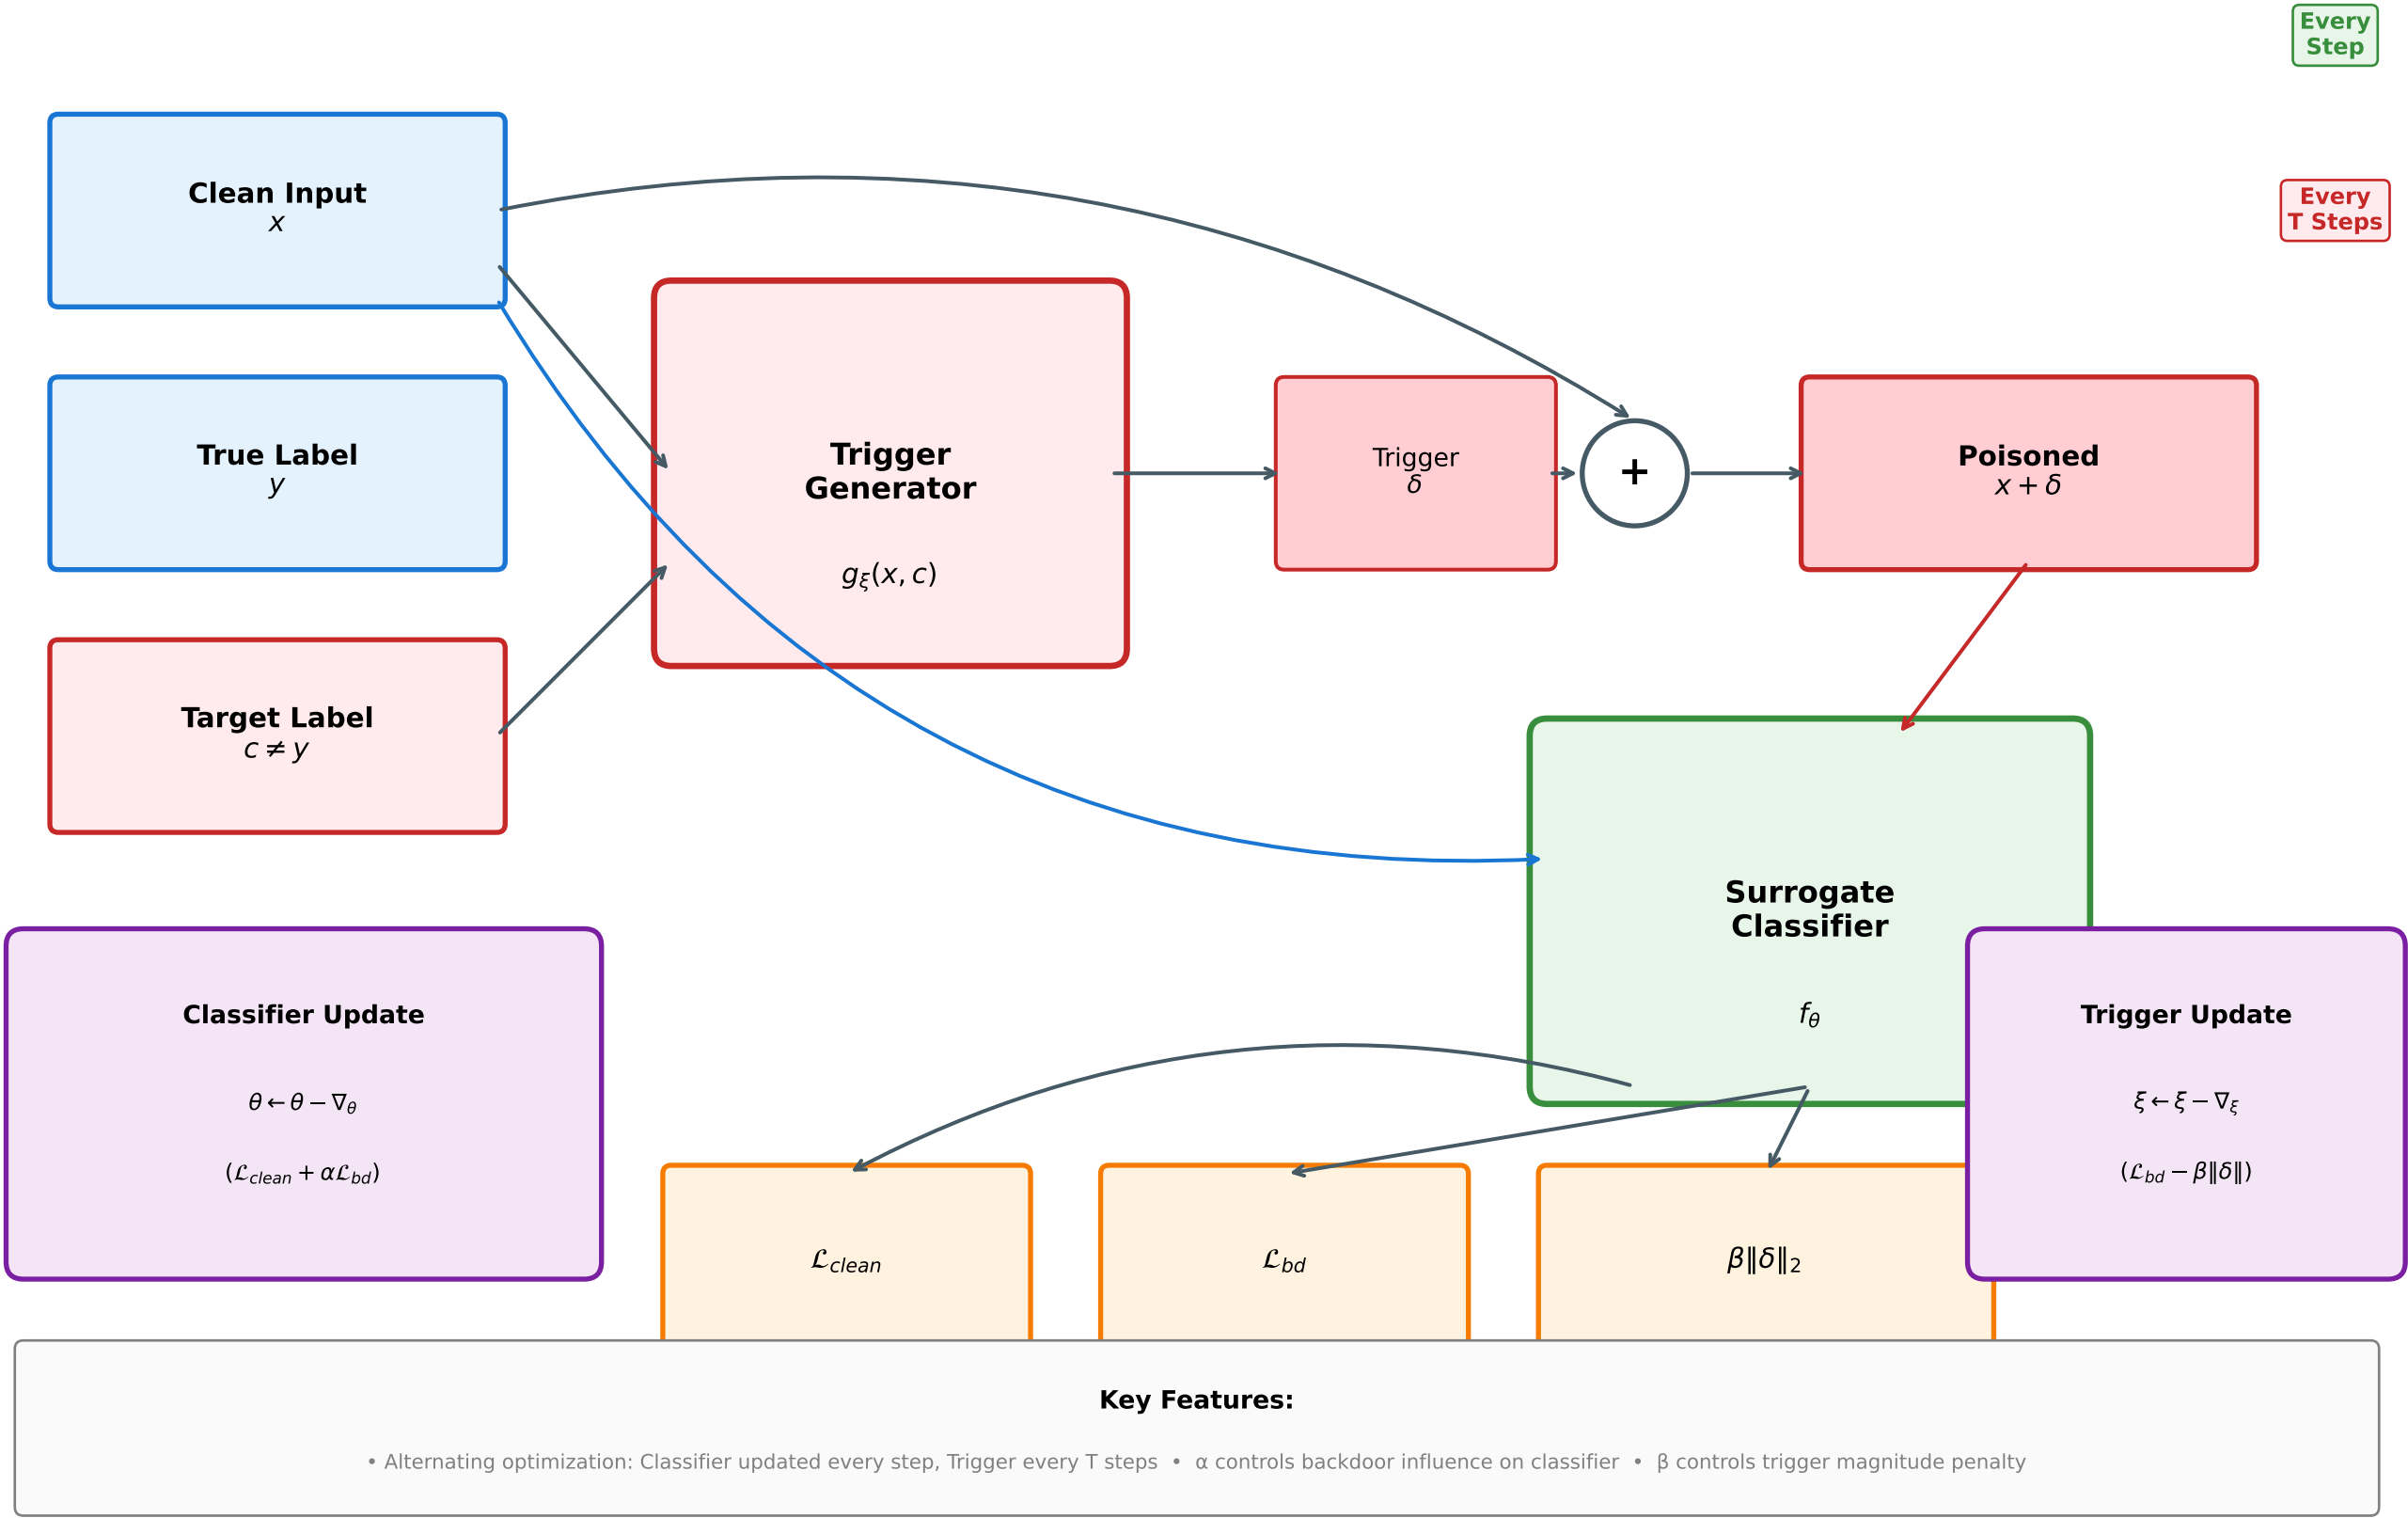 Every
Step
Every
T Steps
Clean Input
x
True Label
y
Target Label
c ≠ y
Trigger
Generator
g_ξ(x, c)
Trigger
δ
+
Poisoned
x + δ
Surrogate
Classifier
f_θ
Classifier Update
θ ← θ − ∇_θ
(ℒ_clean + αℒ_bd)
Trigger Update
ξ ← ξ − ∇_ξ
(ℒ_bd − β‖δ‖)
ℒ_clean
ℒ_bd
β‖δ‖₂
Key Features:
• Alternating optimization: Classifier updated every step, Trigger every T steps • α controls backdoor influence on classifier • β controls trigger magnitude penalty